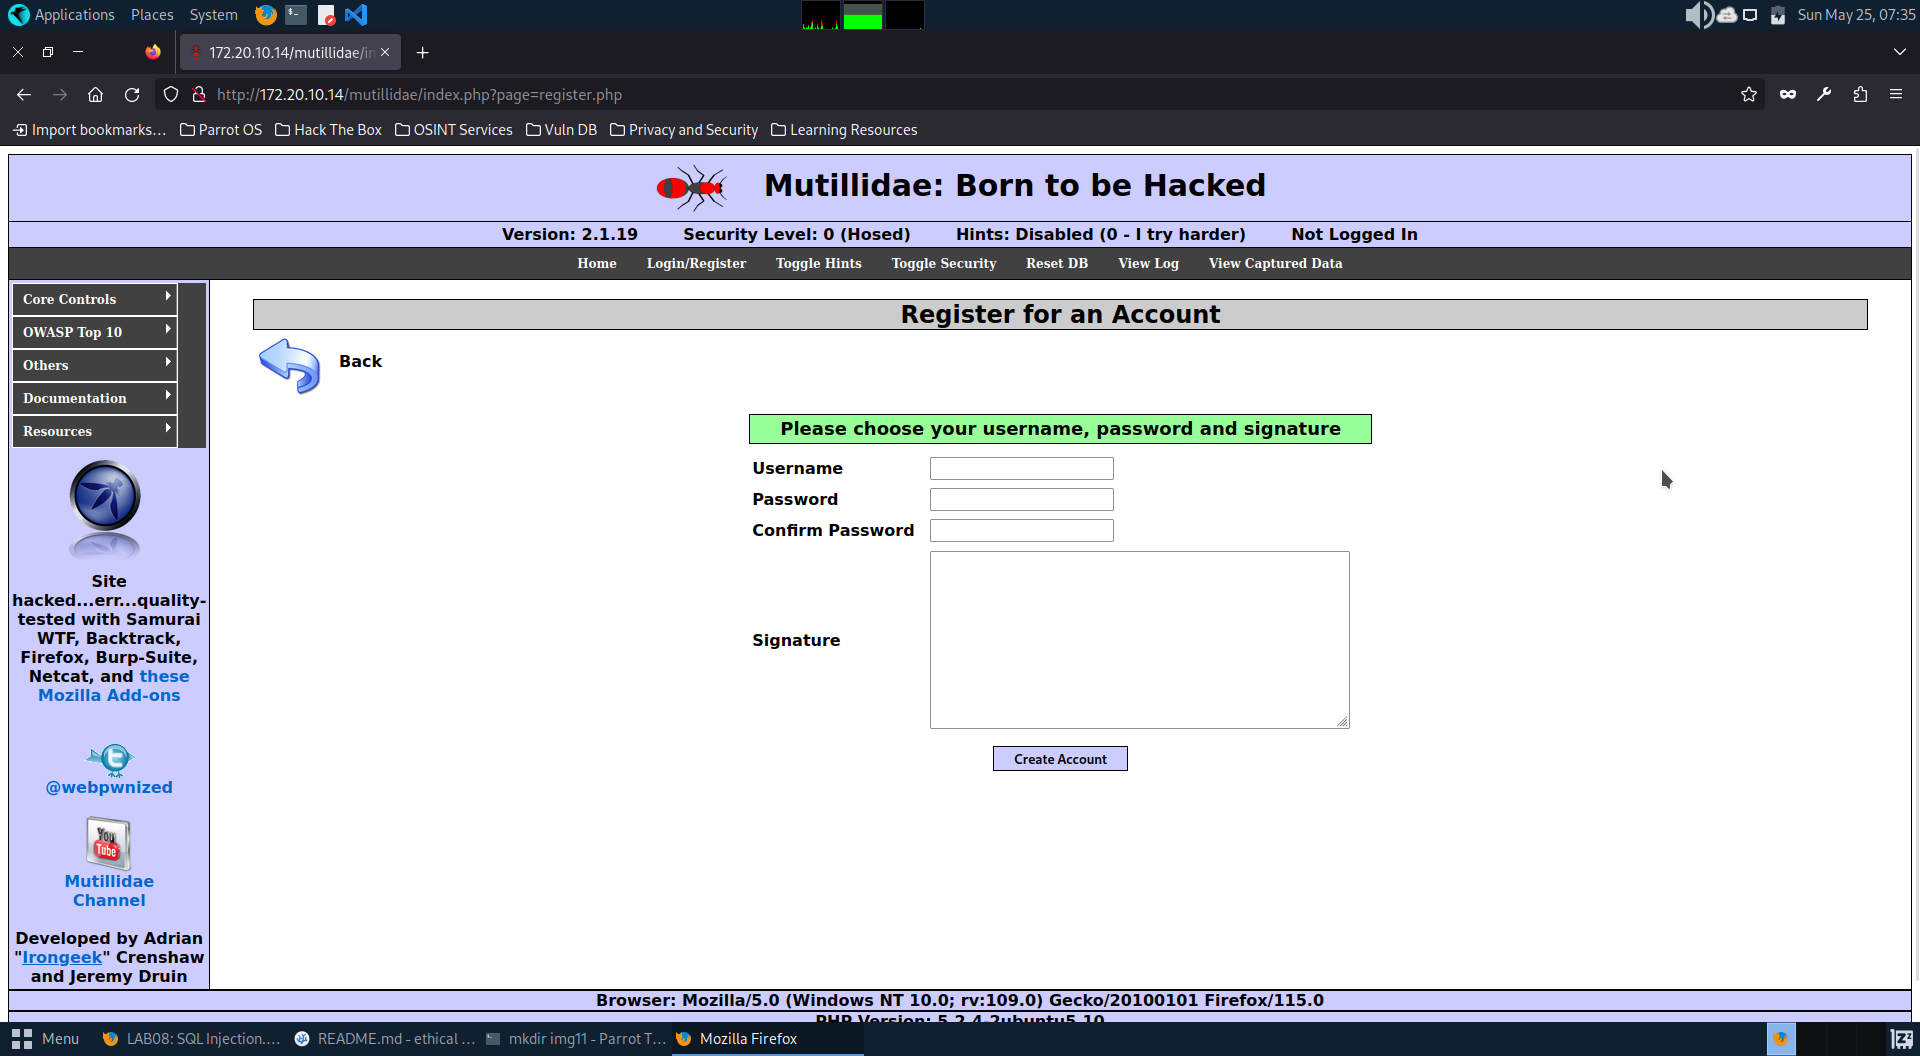 Applications Places System
Sun May 25, 07:35
172.20.10.14/mutillidae/in
http://172.20.10.14/mutillidae/index.php?page=register.php
Import bookmarks... Parrot OS Hack The Box OSINT Services Vuln DB Privacy and Security Learning Resources
Mutillidae: Born to be Hacked
Version: 2.1.19 Security Level: 0 (Hosed) Hints: Disabled (0 - I try harder) Not Logged In
Home Login/Register Toggle Hints Toggle Security Reset DB View Log View Captured Data
Core Controls
OWASP Top 10
Others
Documentation
Resources
Site
hacked...err...quality-
tested with Samurai
WTF, Backtrack,
Firefox, Burp-Suite,
Netcat, and these
Mozilla Add-ons
@webpwnized
You
Tube
Mutillidae
Channel
Developed by Adrian
"Irongeek" Crenshaw
and Jeremy Druin
Register for an Account
Back
Please choose your username, password and signature
Username
Password
Confirm Password
Signature
Create Account
Browser: Mozilla/5.0 (Windows NT 10.0; rv:109.0) Gecko/20100101 Firefox/115.0
PHP Version: 5.2.4-2ubuntu5.10
Menu LAB08: SQL Injection.... README.md - ethical ... mkdir img11 - Parrot T... Mozilla Firefox